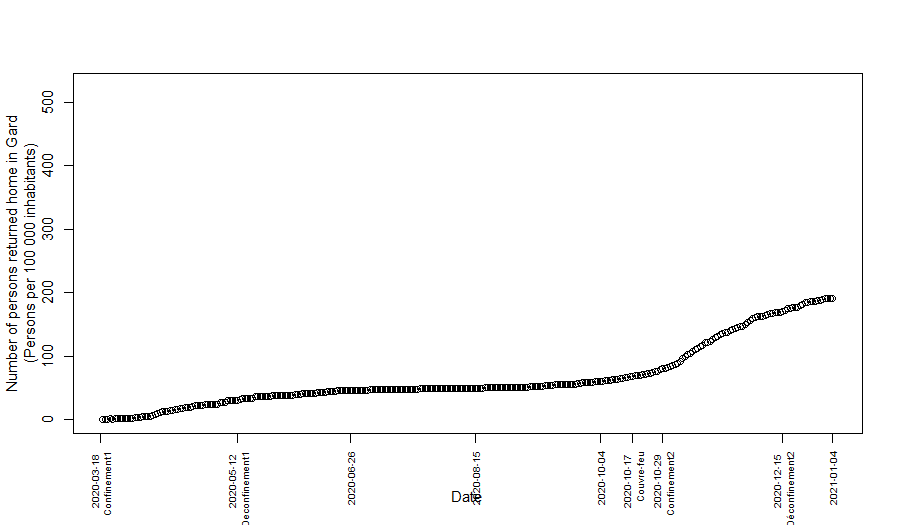 Number of persons returned home in Gard
(Persons per 100 000 inhabitants)
500
400
300
200
100
0
2020-03-18
Confinement1
2020-05-12
Déconfinement1
2020-06-26
2020-08-15
2020-10-04
2020-10-17
Couvre-feu
2020-10-29
Confinement2
2020-12-15
Déconfinement2
2021-01-04
Date